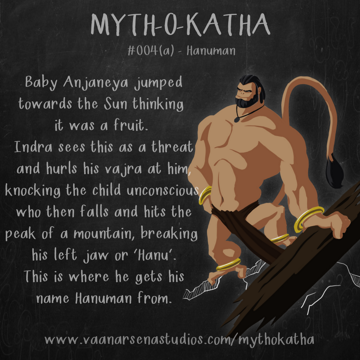 MYTH-O-KATHA
#004(a) - Hanuman
Baby Anjaneya jumped
towards the Sun thinking
it was a fruit.
Indra sees this as a threat
and hurls his vajra at him,
knocking the child unconscious
who then falls and hits the
peak of a mountain, breaking
his left jaw or 'Hanu'.
This is where he gets his
name Hanuman from.
www.vaanarsenastudios.com/mythokatha